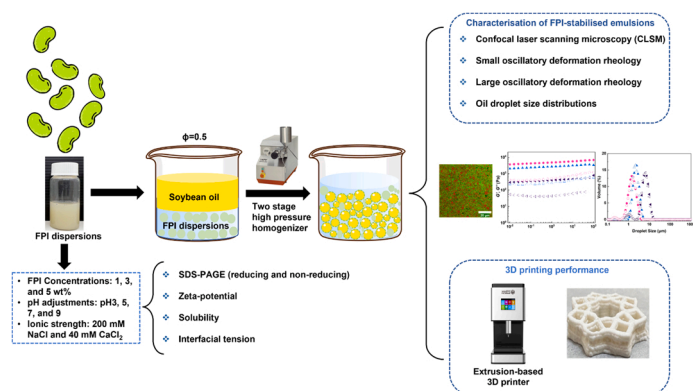 Characterisation of FPI-stabilised emulsions
Confocal laser scanning microscopy (CLSM)
Small oscillatory deformation rheology
Large oscillatory deformation rheology
Oil droplet size distributions
ϕ=0.5
Soybean oil
FPI dispersions
Two stage
high pressure
homogenizer
FPI dispersions
Volume (%)
Droplet Size (μm)
FPI Concentrations: 1, 3,
and 5 wt%
pH adjustments: pH3, 5,
7, and 9
Ionic strength: 200 mM
NaCl and 40 mM CaCl₂
SDS-PAGE (reducing and non-reducing)
Zeta-potential
Solubility
Interfacial tension
3D printing performance
Extrusion-based
3D printer